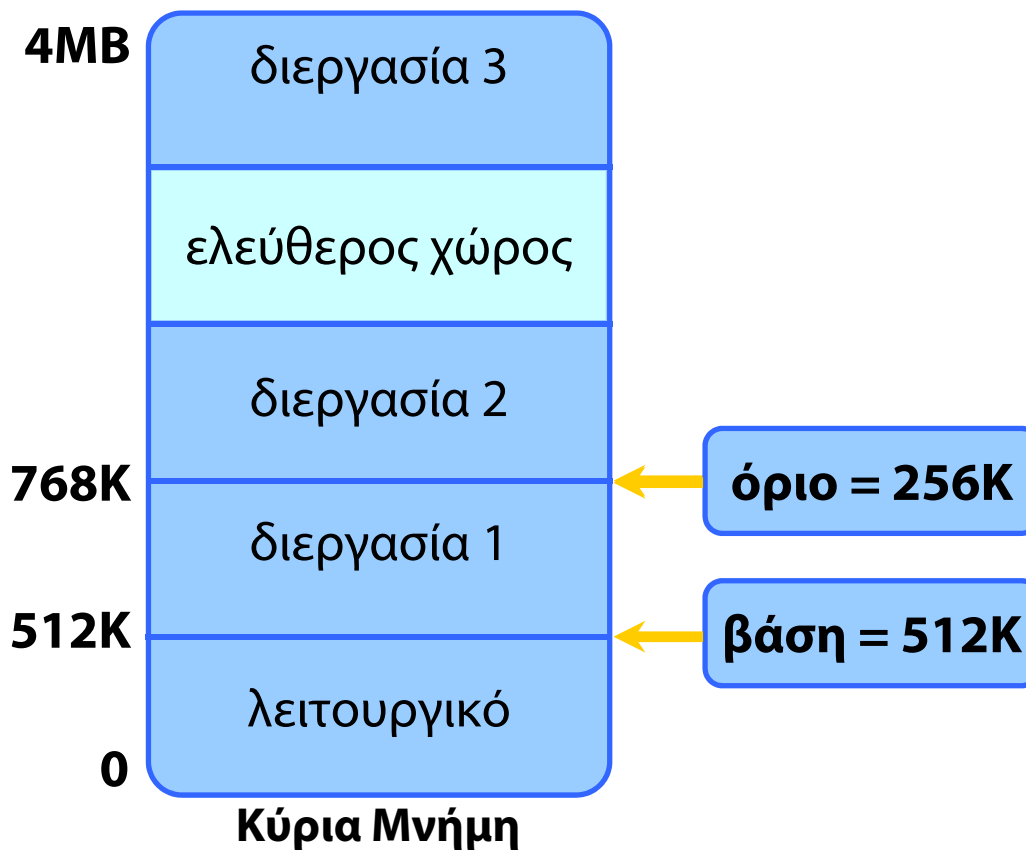 4MB
διεργασία 3
ελεύθερος χώρος
διεργασία 2
768K
όριο = 256K
διεργασία 1
512K
βάση = 512K
λειτουργικό
0
Κύρια Μνήμη